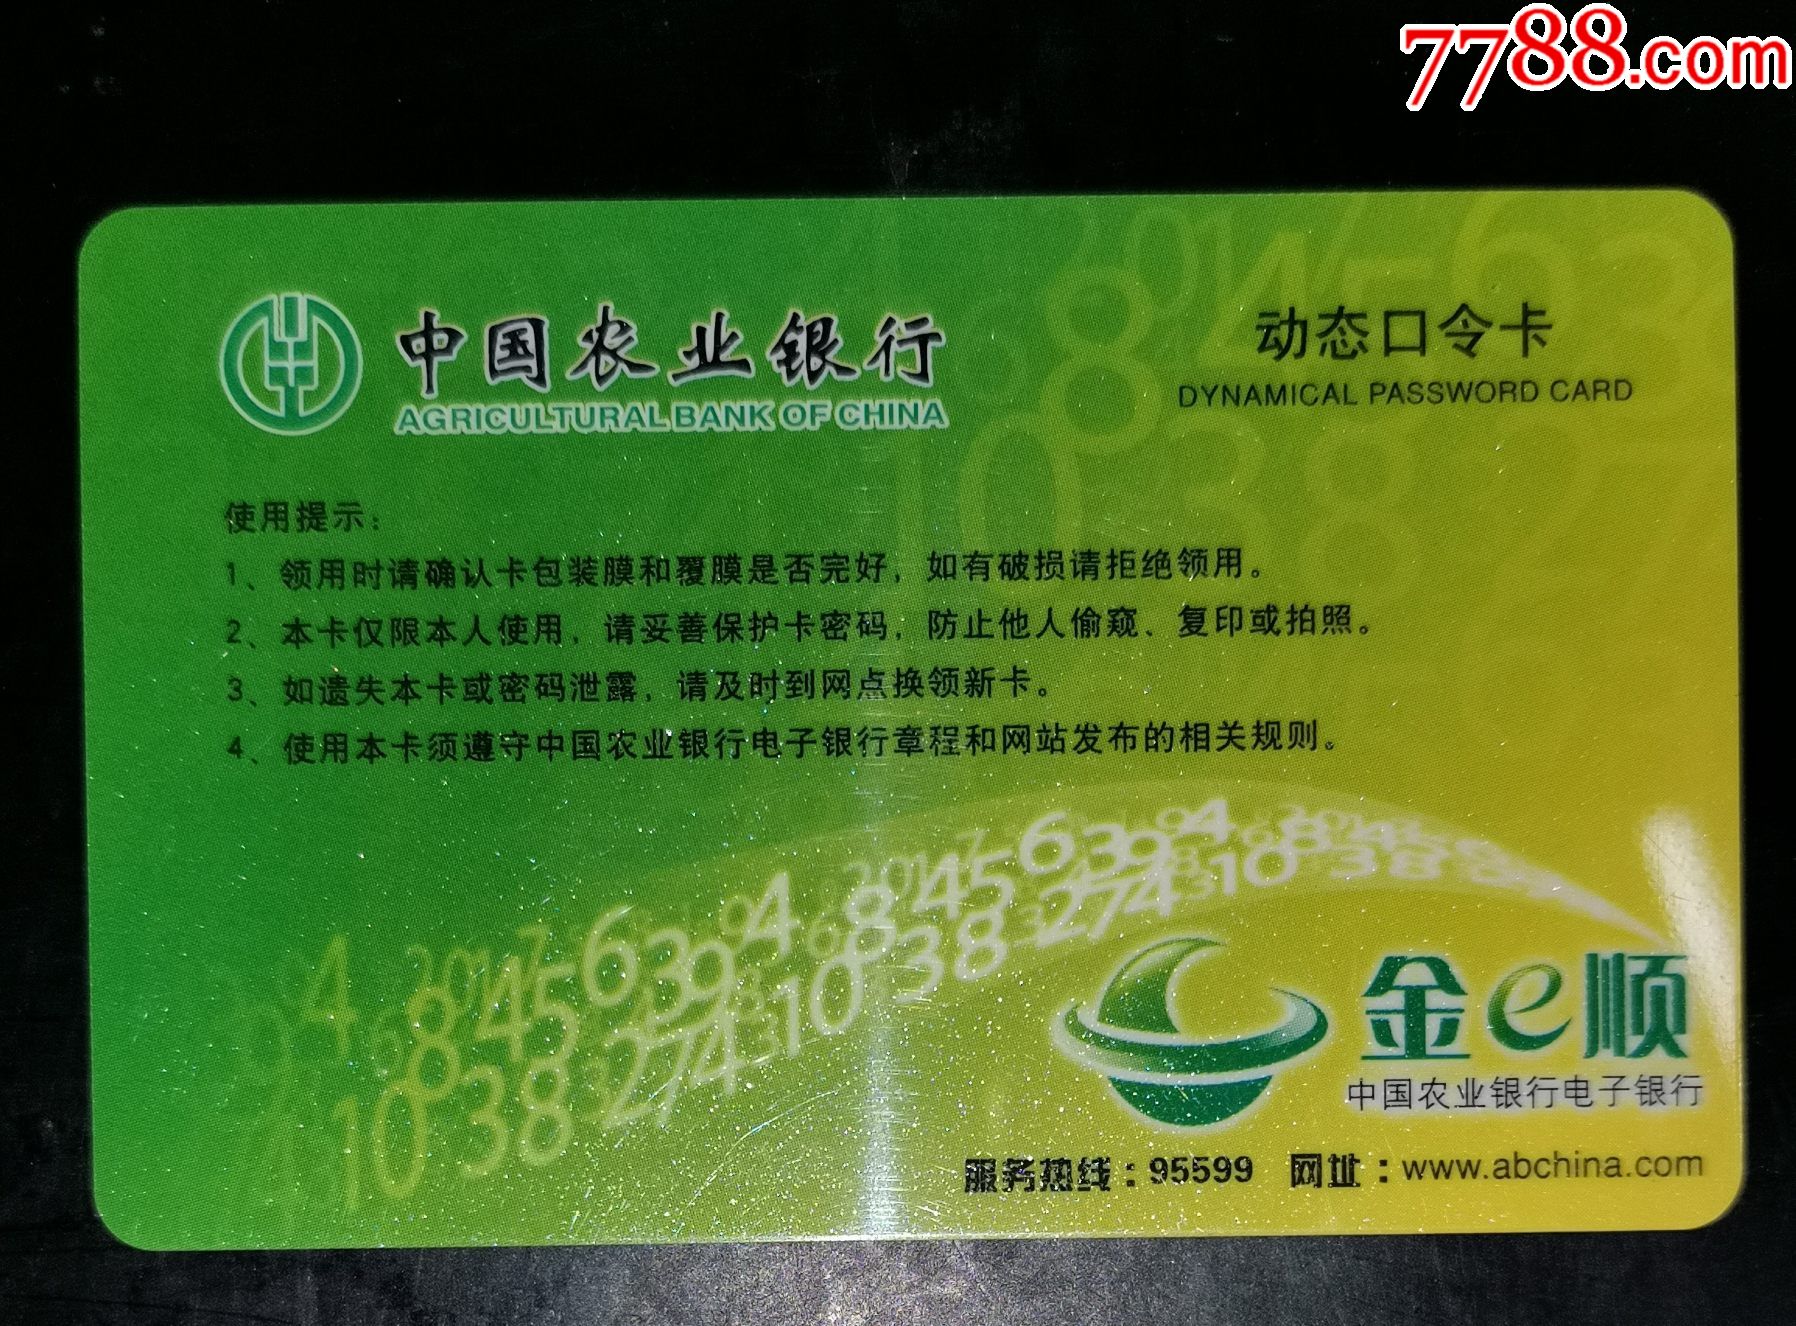 7788.com
中国农业银行
AGRICULTURAL BANK OF CHINA
动态口令卡
DYNAMICAL PASSWORD CARD
使用提示:
1、领用时请确认卡包装膜和覆膜是否完好，如有破损请拒绝领用。
2、本卡仅限本人使用，请妥善保护卡密码，防止他人偷窥、复印或拍照。
3、如遗失本卡或密码泄露，请及时到网点换领新卡。
4、使用本卡须遵守中国农业银行电子银行章程和网站发布的相关规则。
金e顺
中国农业银行电子银行
服务热线：95599 网址：www.abchina.com